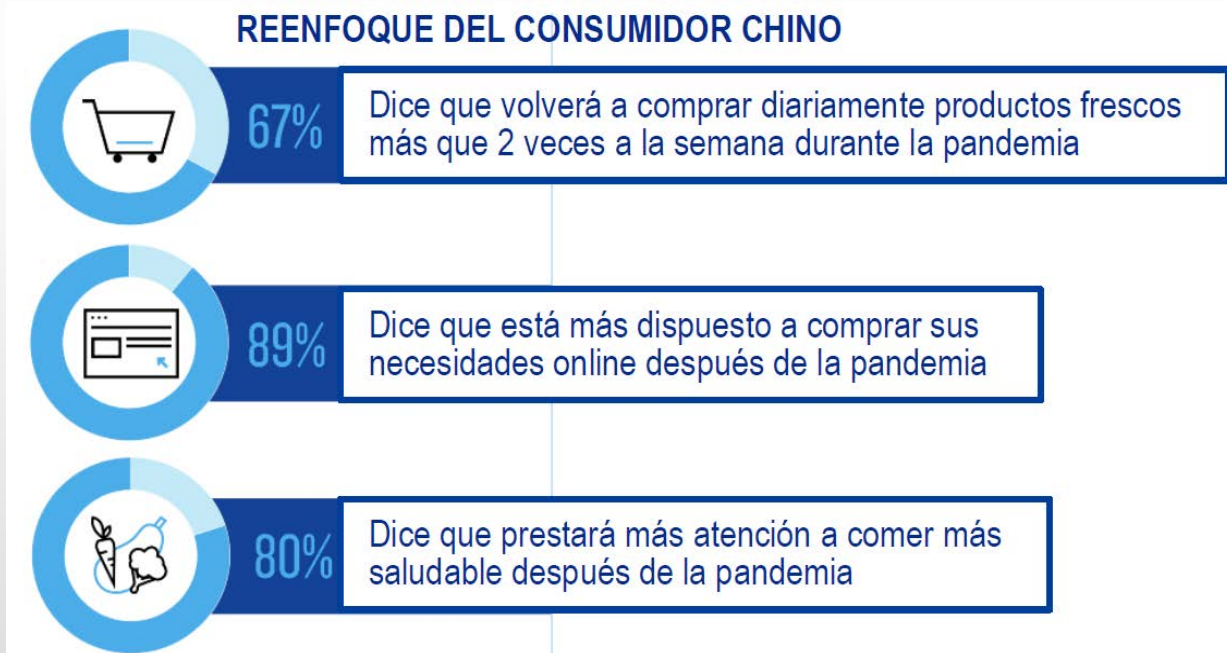 REENFOQUE DEL CONSUMIDOR CHINO
67%
Dice que volverá a comprar diariamente productos frescos
más que 2 veces a la semana durante la pandemia
89%
Dice que está más dispuesto a comprar sus
necesidades online después de la pandemia
80%
Dice que prestará más atención a comer más
saludable después de la pandemia